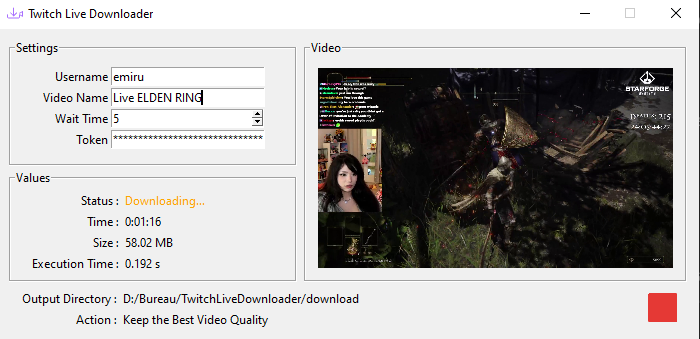 Twitch Live Downloader
Settings
Username emiru
Video Name Live ELDEN RING
Wait Time 5
Token *******************************
Values
Status : Downloading...
Time : 0:01:16
Size : 58.02 MB
Execution Time : 0.192 s
Video
STARFORGE
Output Directory : D:/Bureau/TwitchLiveDownloader/download
Action : Keep the Best Video Quality